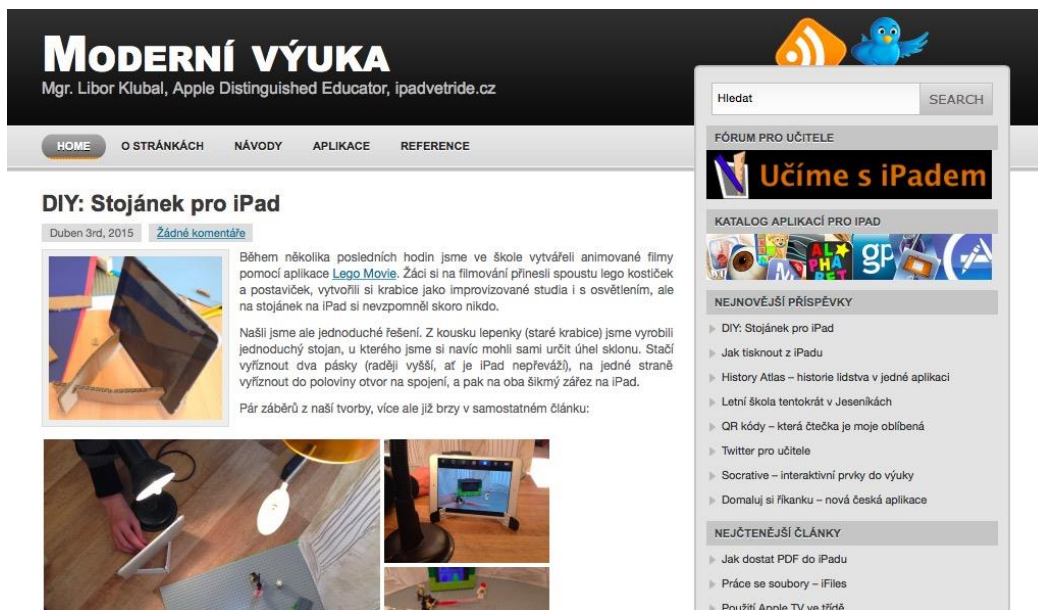 MODERNÍ VÝUKA
Mgr. Libor Klubal, Apple Distinguished Educator, ipadvetride.cz
HOME O STRÁNKÁCH NÁVODY APLIKACE REFERENCE
DIY: Stojánek pro iPad
Duben 3rd, 2015 Žádné komentáře
Během několika posledních hodin jsme ve škole vytvářeli animované filmy
pomocí aplikace Lego Movie. Žáci si na filmování přinesli spoustu lego kostiček
a postaviček, vytvořili si krabice jako improvizované studia i s osvětlením, ale
na stojánek na iPad si nevzpomněl skoro nikdo.
Našli jsme ale jednoduché řešení. Z kousku lepenky (staré krabice) jsme vyrobili
jednoduchý stojan, u kterého jsme si navíc mohli sami určit úhel sklonu. Stačí
vyříznout dva pásky (raději vyšší, ať je iPad nepřeváží), na jedné straně
vyříznout do poloviny otvor na spojení, a pak na oba šikmý zářez na iPad.
Pár záběrů z naší tvorby, více ale již brzy v samostatném článku:
Hledat SEARCH
FÓRUM PRO UČITELE
Učíme s iPadem
KATALOG APLIKACÍ PRO IPAD
ALPHABET
gp
NEJNOVĚJŠÍ PŘÍSPĚVKY
DIY: Stojánek pro iPad
Jak tisknout z iPadu
History Atlas – historie lidstva v jedné aplikaci
Letní škola tentokrát v Jeseníkách
QR kódy – která čtečka je moje oblíbená
Twitter pro učitele
Socrative – interaktivní prvky do výuky
Domaluj si říkanku – nová česká aplikace
NEJČTENĚJŠÍ ČLÁNKY
Jak dostat PDF do iPadu
Práce se soubory – iFiles
Použití Apple TV ve třídě